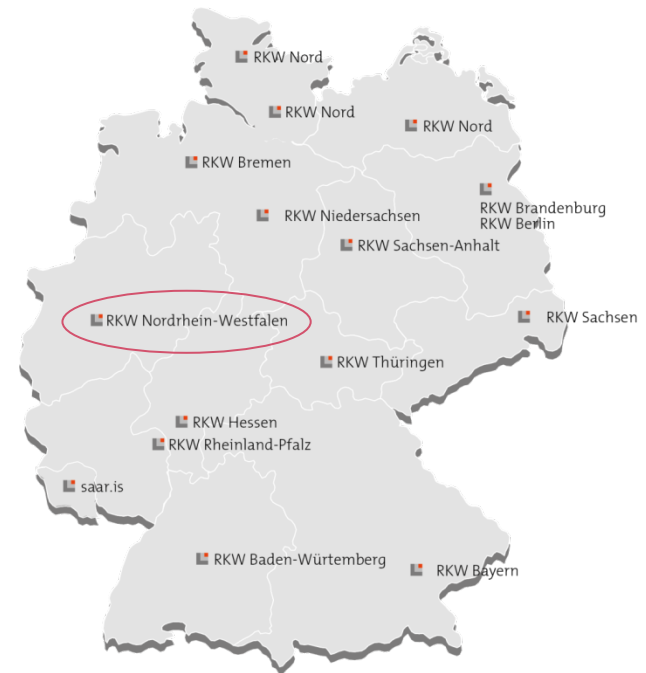 RKW Nord
RKW Nord
RKW Nord
RKW Bremen
RKW Brandenburg
RKW Berlin
RKW Niedersachsen
RKW Sachsen-Anhalt
RKW Nordrhein-Westfalen
RKW Sachsen
RKW Thüringen
RKW Hessen
RKW Rheinland-Pfalz
saar.is
RKW Baden-Würtemberg
RKW Bayern